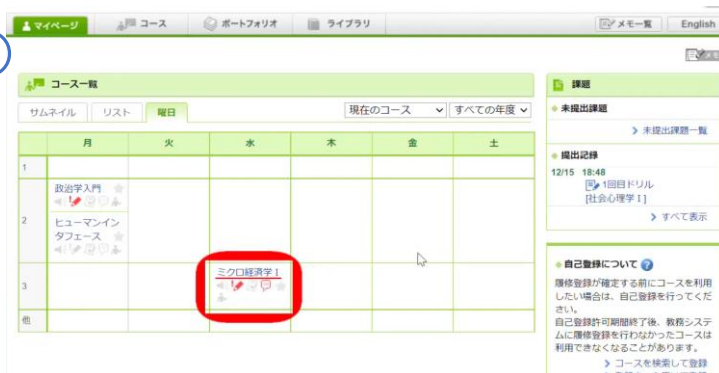 マイページ コース ポートフォリオ ライブラリ メモ一覧 English
コース一覧
サムネイル リスト 曜日 現在のコース すべての年度
月 火 水 木 金 土
1
2
政治学入門
ヒューマンイン
タフェース
3
ミクロ経済学Ⅰ
他
課題
未提出課題
未提出課題一覧
提出記録
12/15 18:48
1回目ドリル
[社会心理学Ⅰ]
すべて表示
自己登録について
履修登録が確定する前にコースを利用
したい場合は、自己登録を行ってくだ
さい。
自己登録許可期間終了後、教務システ
ムに履修登録を行わなかったコースは
利用できなくなることがあります。
コースを検索して登録